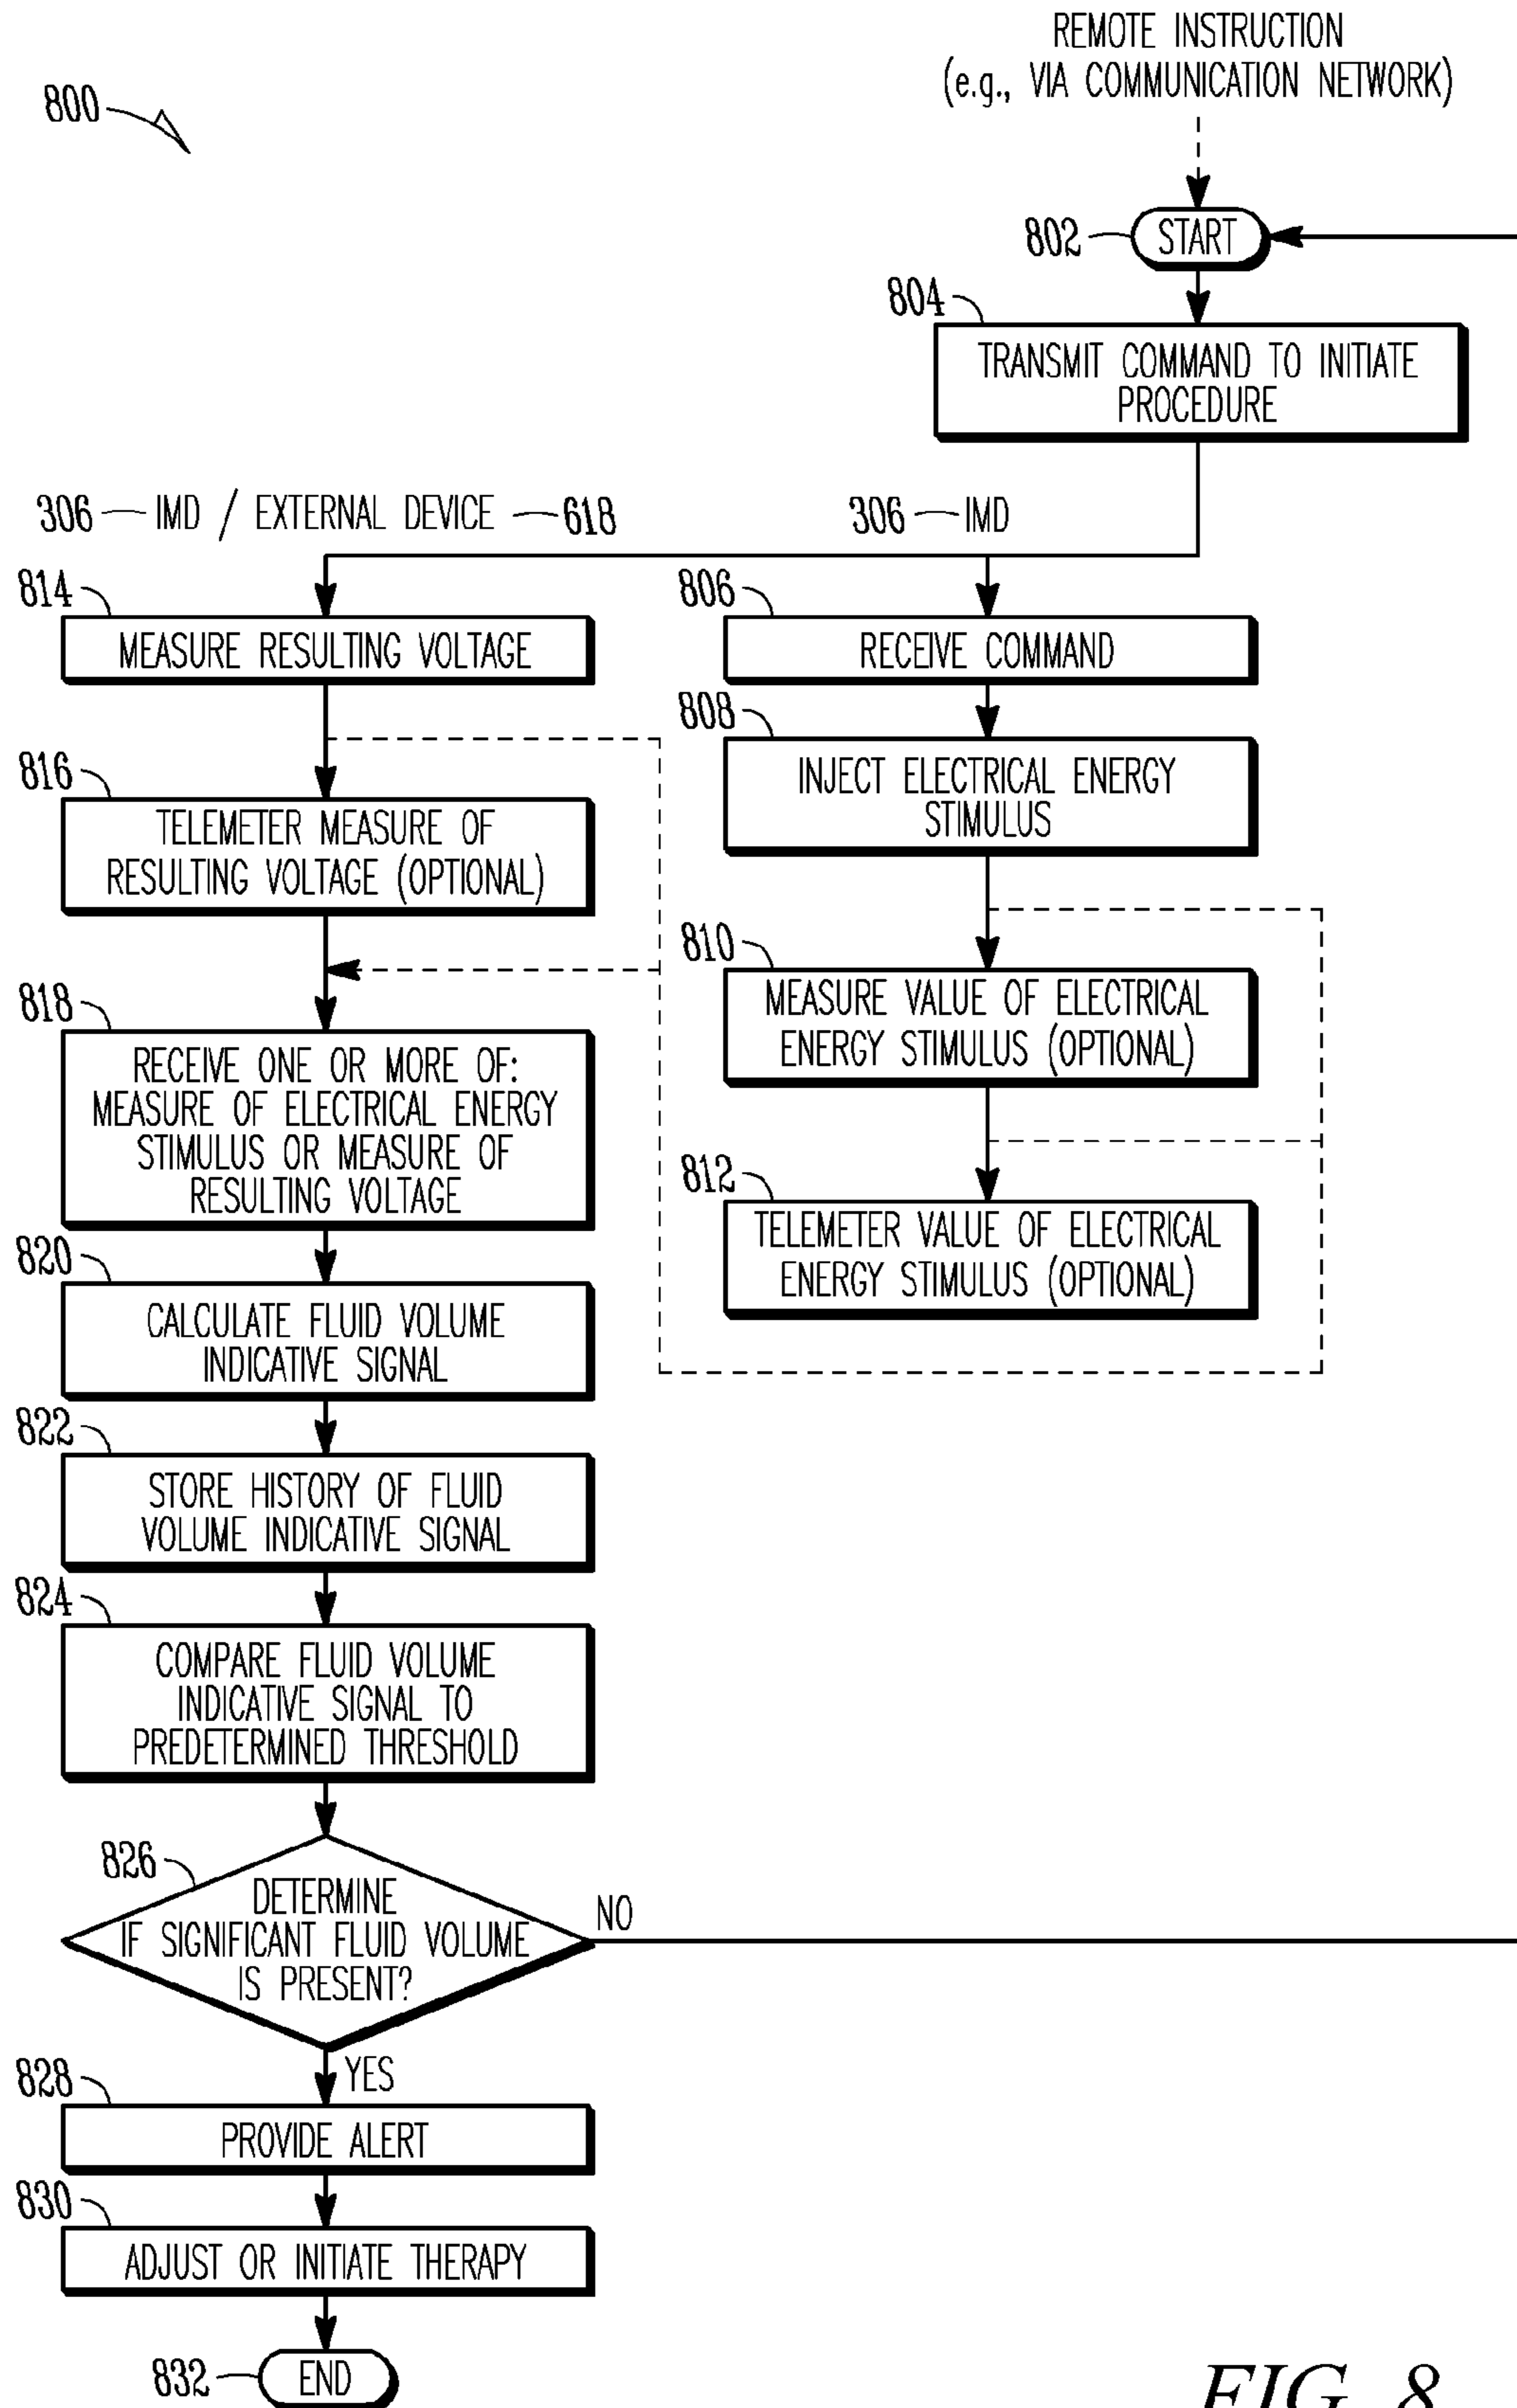 REMOTE INSTRUCTION
(e.g., VIA COMMUNICATION NETWORK)
800
802
START
804
TRANSMIT COMMAND TO INITIATE
PROCEDURE
306 IMD / EXTERNAL DEVICE 618
306 IMD
814
MEASURE RESULTING VOLTAGE
806
RECEIVE COMMAND
808
INJECT ELECTRICAL ENERGY
STIMULUS
816
TELEMETER MEASURE OF
RESULTING VOLTAGE (OPTIONAL)
810
MEASURE VALUE OF ELECTRICAL
ENERGY STIMULUS (OPTIONAL)
818
RECEIVE ONE OR MORE OF:
MEASURE OF ELECTRICAL ENERGY
STIMULUS OR MEASURE OF
RESULTING VOLTAGE
812
TELEMETER VALUE OF ELECTRICAL
ENERGY STIMULUS (OPTIONAL)
820
CALCULATE FLUID VOLUME
INDICATIVE SIGNAL
822
STORE HISTORY OF FLUID
VOLUME INDICATIVE SIGNAL
824
COMPARE FLUID VOLUME
INDICATIVE SIGNAL TO
PREDETERMINED THRESHOLD
826
DETERMINE
IF SIGNIFICANT FLUID VOLUME
IS PRESENT?
NO
YES
828
PROVIDE ALERT
830
ADJUST OR INITIATE THERAPY
832
END
FIG. 8